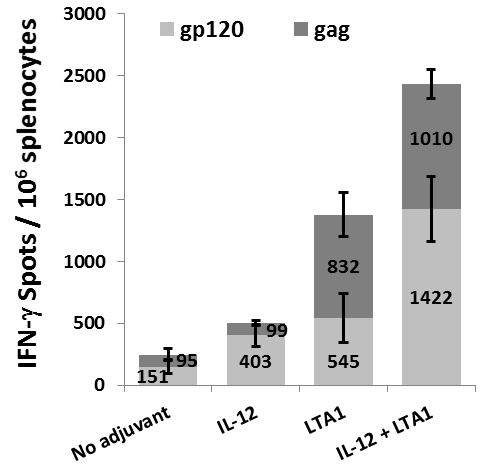 3000
gp120 gag
2500
2000
1500
1000
500
0
IFN-γ Spots / 10⁶ splenocytes
151
95
403
99
545
832
1422
1010
No adjuvant
IL-12
LTA1
IL-12 + LTA1